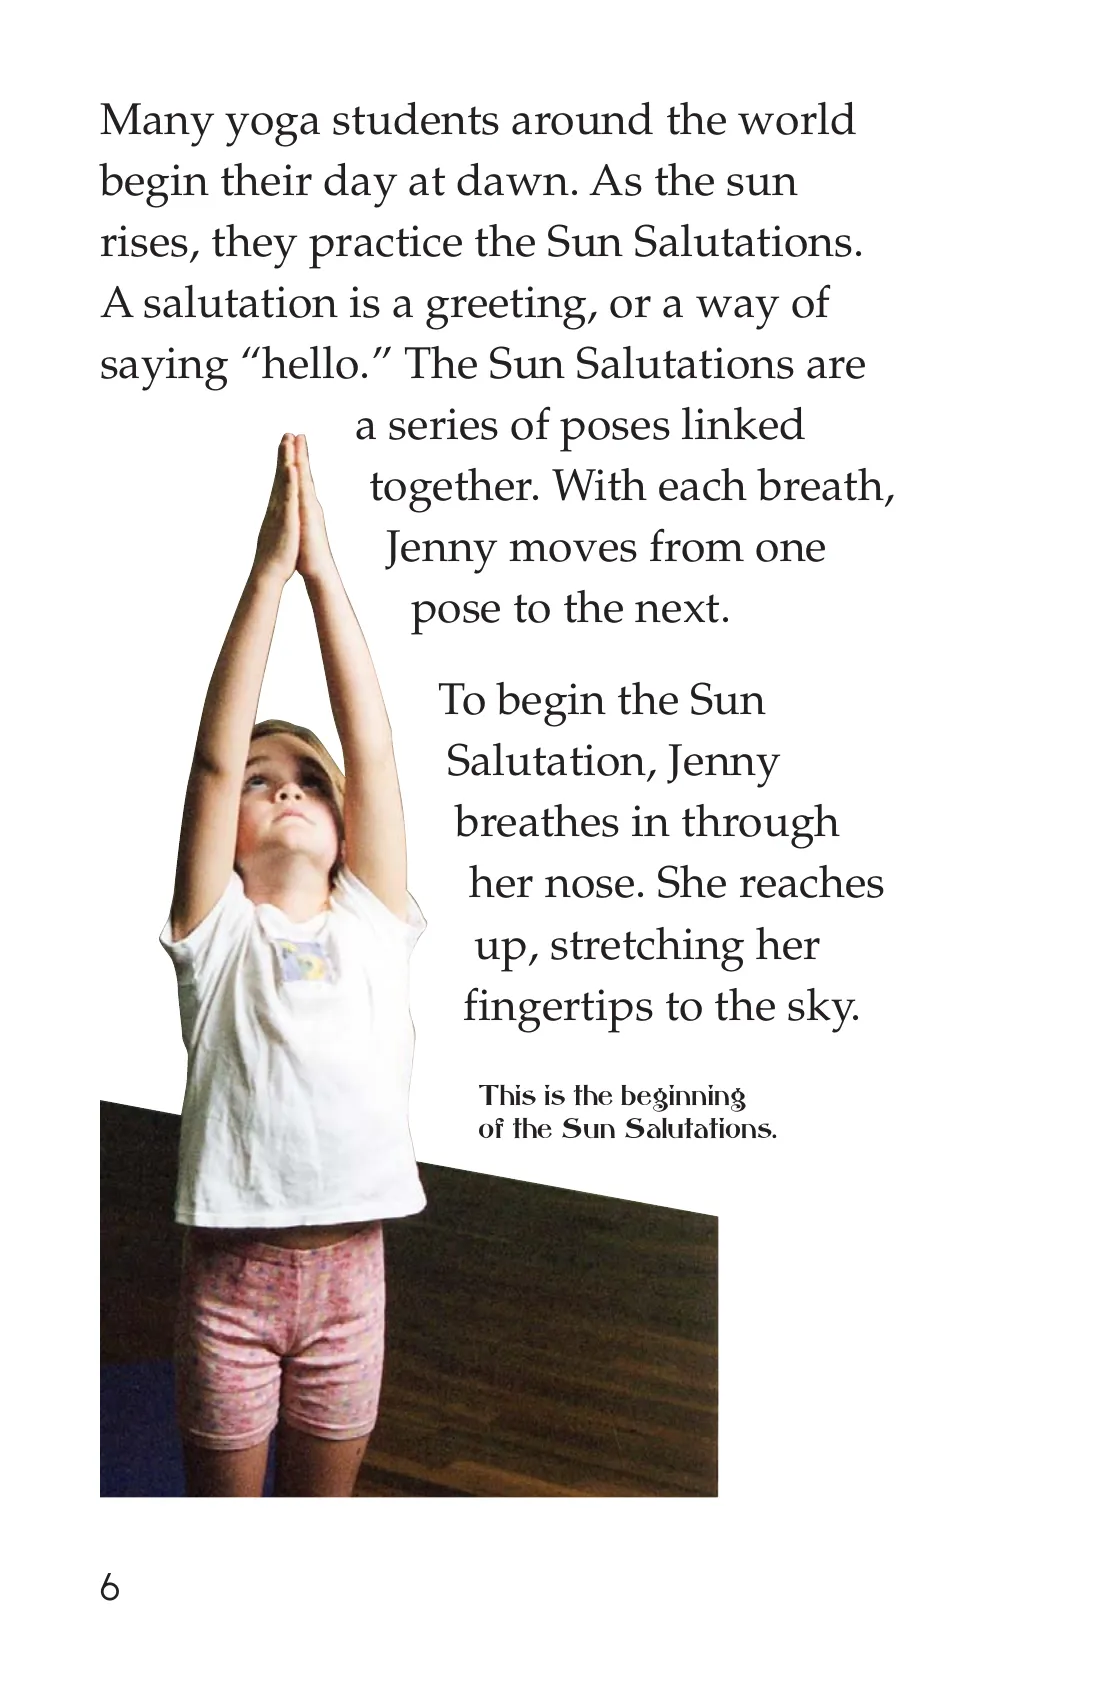 Many yoga students around the world
begin their day at dawn. As the sun
rises, they practice the Sun Salutations.
A salutation is a greeting, or a way of
saying “hello.” The Sun Salutations are
a series of poses linked
together. With each breath,
Jenny moves from one
pose to the next.
To begin the Sun
Salutation, Jenny
breathes in through
her nose. She reaches
up, stretching her
fingertips to the sky.
This is the beginning
of the Sun Salutations.
6